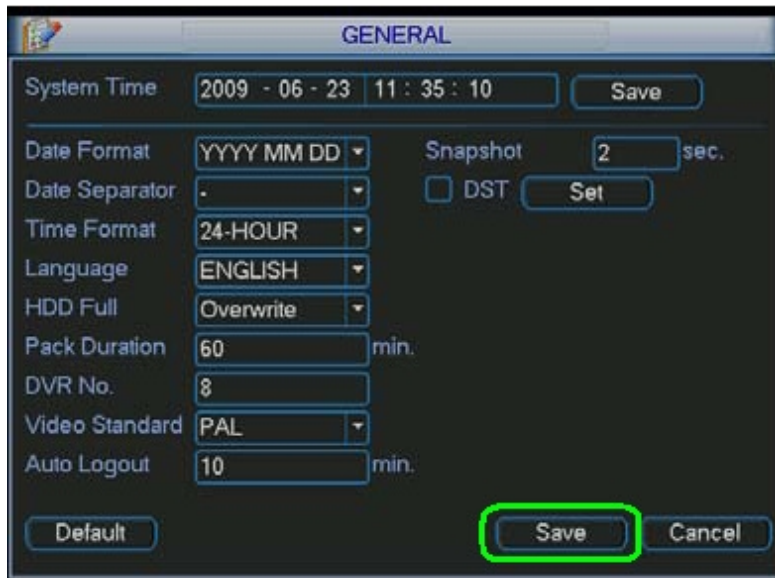 GENERAL
System Time 2009 - 06 - 23 11 : 35 : 10 Save
Date Format YYYY MM DD Snapshot 2 sec.
Date Separator - DST Set
Time Format 24-HOUR
Language ENGLISH
HDD Full Overwrite
Pack Duration 60 min.
DVR No. 8
Video Standard PAL
Auto Logout 10 min.
Default Save Cancel